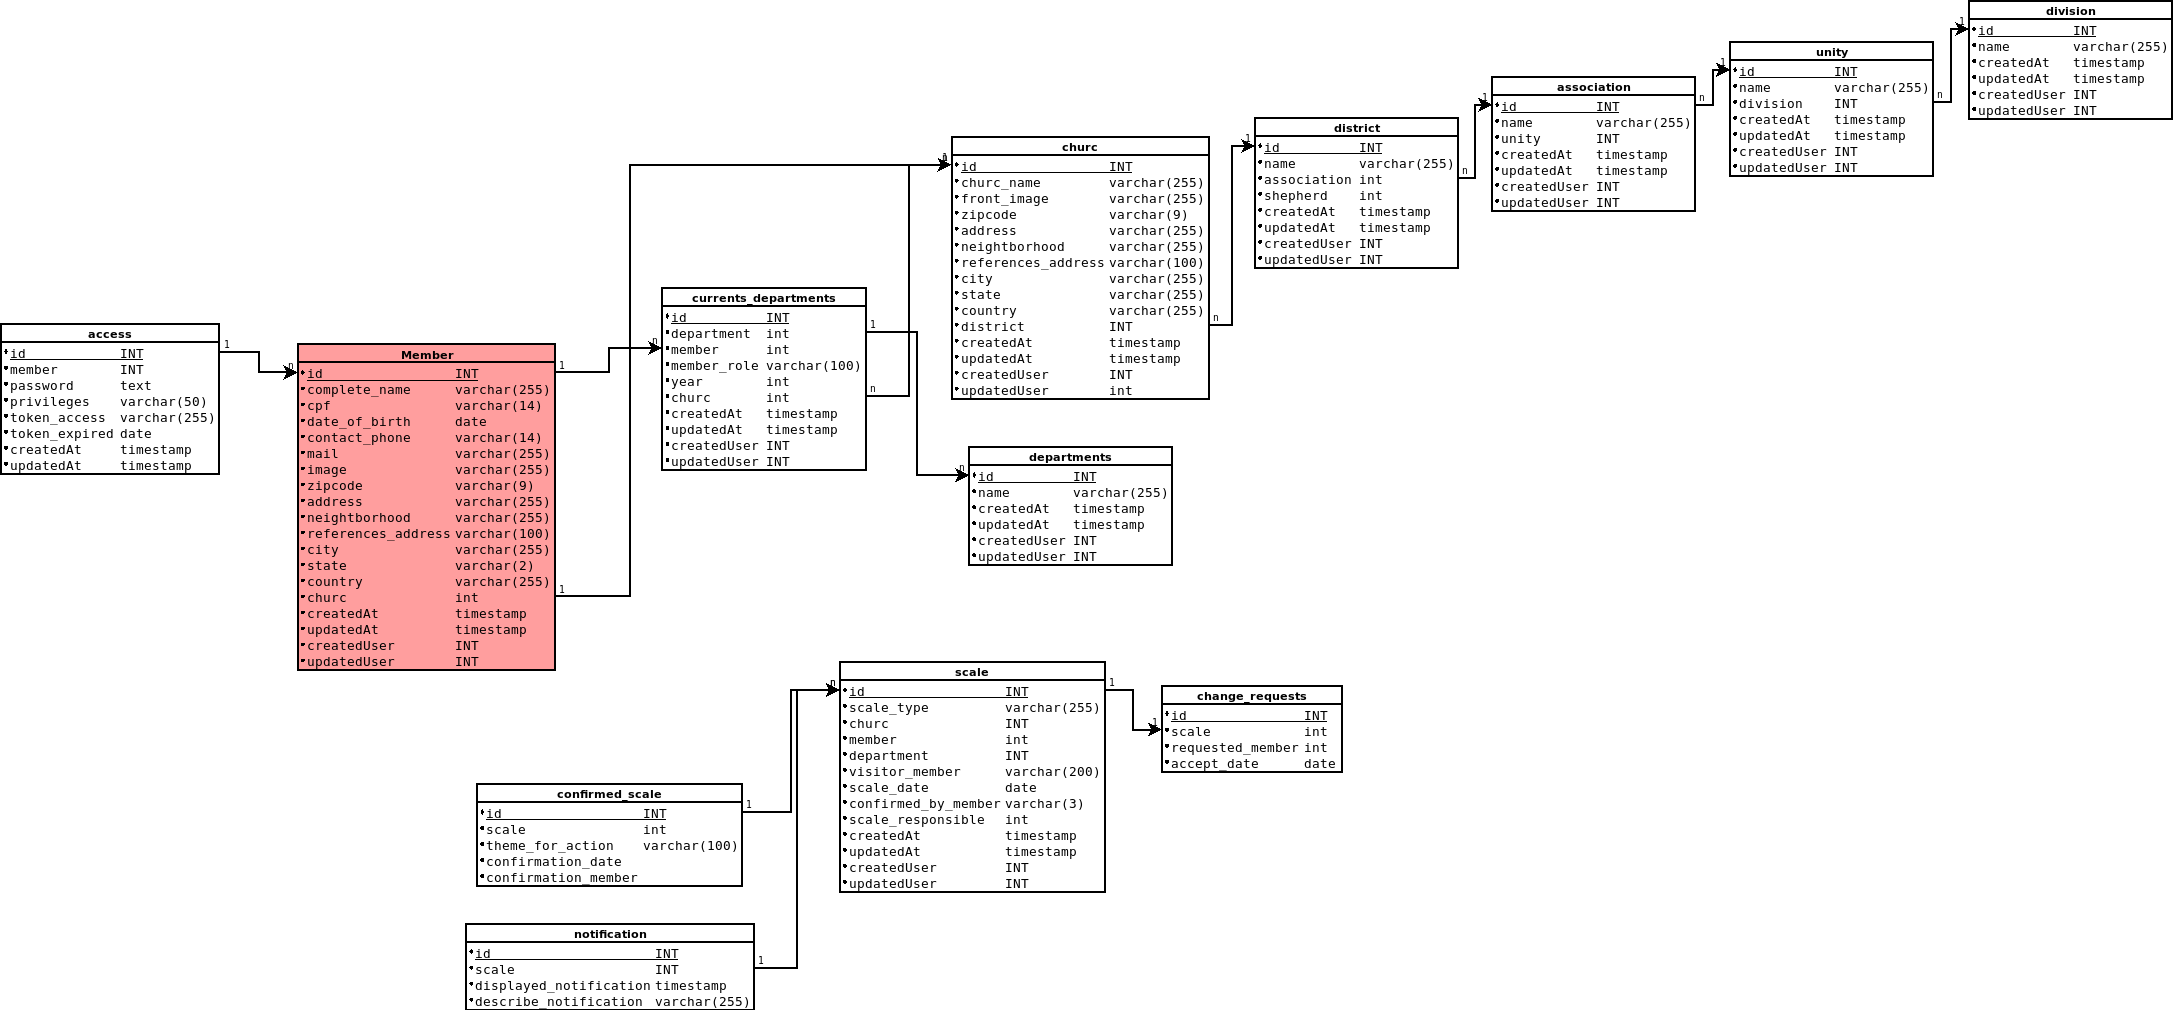 division
id INT
name varchar(255)
createdAt timestamp
updatedAt timestamp
createdUser INT
updatedUser INT
1
n
unity
id INT
name varchar(255)
division INT
createdAt timestamp
updatedAt timestamp
createdUser INT
updatedUser INT
1
n
association
id INT
name varchar(255)
unity INT
createdAt timestamp
updatedAt timestamp
createdUser INT
updatedUser INT
1
n
district
id INT
name varchar(255)
association int
shepherd int
createdAt timestamp
updatedAt timestamp
createdUser INT
updatedUser INT
1
n
churc
id INT
churc_name varchar(255)
front_image varchar(255)
zipcode varchar(9)
address varchar(255)
neightborhood varchar(255)
references_address varchar(100)
city varchar(255)
state varchar(255)
country varchar(255)
district INT
createdAt timestamp
updatedAt timestamp
createdUser INT
updatedUser int
currents_departments
id INT
department int
member int
member_role varchar(100)
year int
churc int
createdAt timestamp
updatedAt timestamp
createdUser INT
updatedUser INT
n
1
n
access
id INT
member INT
password text
privileges varchar(50)
token_access varchar(255)
token_expired date
createdAt timestamp
updatedAt timestamp
1
n
Member
id INT
complete_name varchar(255)
cpf varchar(14)
date_of_birth date
contact_phone varchar(14)
mail varchar(255)
image varchar(255)
zipcode varchar(9)
address varchar(255)
neightborhood varchar(255)
references_address varchar(100)
city varchar(255)
state varchar(2)
country varchar(255)
churc int
createdAt timestamp
updatedAt timestamp
createdUser INT
updatedUser INT
1
1
departments
id INT
name varchar(255)
createdAt timestamp
updatedAt timestamp
createdUser INT
updatedUser INT
n
scale
id INT
scale_type varchar(255)
churc INT
member int
department INT
visitor_member varchar(200)
scale_date date
confirmed_by_member varchar(3)
scale_responsible int
createdAt timestamp
updatedAt timestamp
createdUser INT
updatedUser INT
n
1
change_requests
id INT
scale int
requested_member int
accept_date date
1
confirmed_scale
id INT
scale int
theme_for_action varchar(100)
confirmation_date
confirmation_member
1
notification
id INT
scale INT
displayed_notification timestamp
describe_notification varchar(255)
1